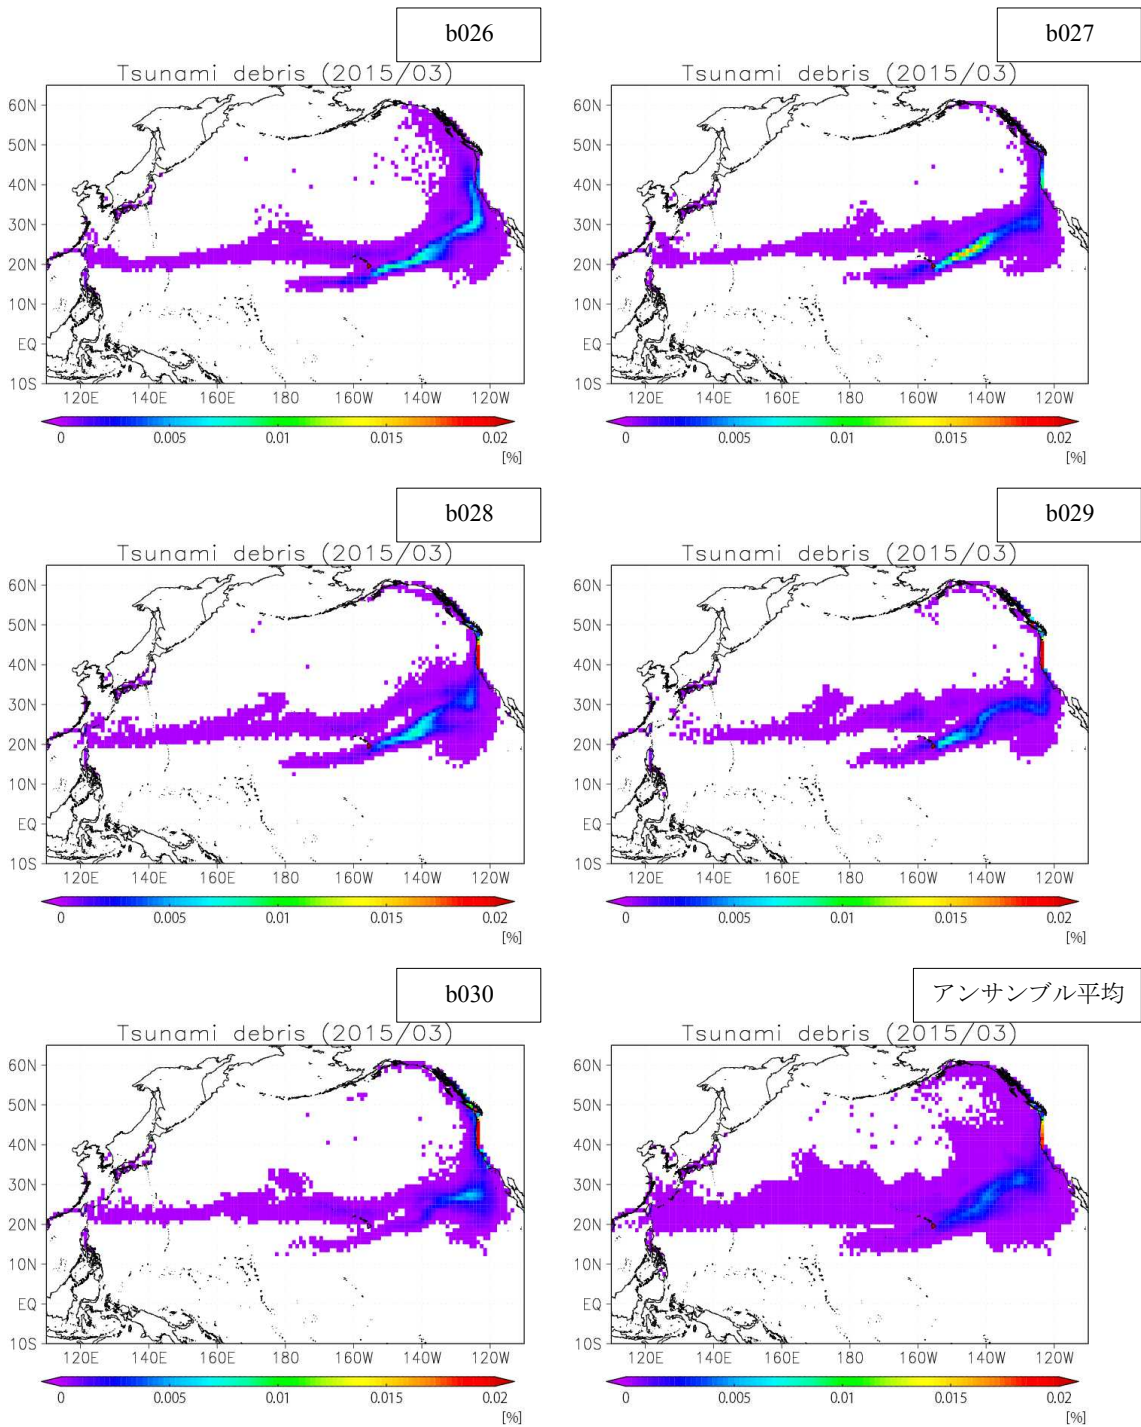 b026
Tsunami debris (2015/03)
60N
50N
40N
30N
20N
10N
EQ
10S
120E 140E 160E 180 160W 140W 120W
0 0.005 0.01 0.015 0.02
[%]
b027
Tsunami debris (2015/03)
60N
50N
40N
30N
20N
10N
EQ
10S
120E 140E 160E 180 160W 140W 120W
0 0.005 0.01 0.015 0.02
[%]
b028
Tsunami debris (2015/03)
60N
50N
40N
30N
20N
10N
EQ
10S
120E 140E 160E 180 160W 140W 120W
0 0.005 0.01 0.015 0.02
[%]
b029
Tsunami debris (2015/03)
60N
50N
40N
30N
20N
10N
EQ
10S
120E 140E 160E 180 160W 140W 120W
0 0.005 0.01 0.015 0.02
[%]
b030
Tsunami debris (2015/03)
60N
50N
40N
30N
20N
10N
EQ
10S
120E 140E 160E 180 160W 140W 120W
0 0.005 0.01 0.015 0.02
[%]
アンサンブル平均
Tsunami debris (2015/03)
60N
50N
40N
30N
20N
10N
EQ
10S
120E 140E 160E 180 160W 140W 120W
0 0.005 0.01 0.015 0.02
[%]